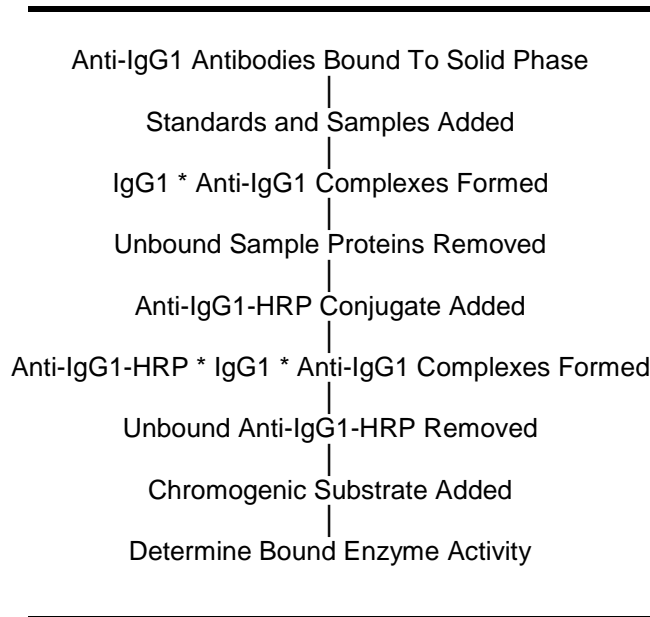 Anti-IgG1 Antibodies Bound To Solid Phase
Standards and Samples Added
IgG1 * Anti-IgG1 Complexes Formed
Unbound Sample Proteins Removed
Anti-IgG1-HRP Conjugate Added
Anti-IgG1-HRP * IgG1 * Anti-IgG1 Complexes Formed
Unbound Anti-IgG1-HRP Removed
Chromogenic Substrate Added
Determine Bound Enzyme Activity